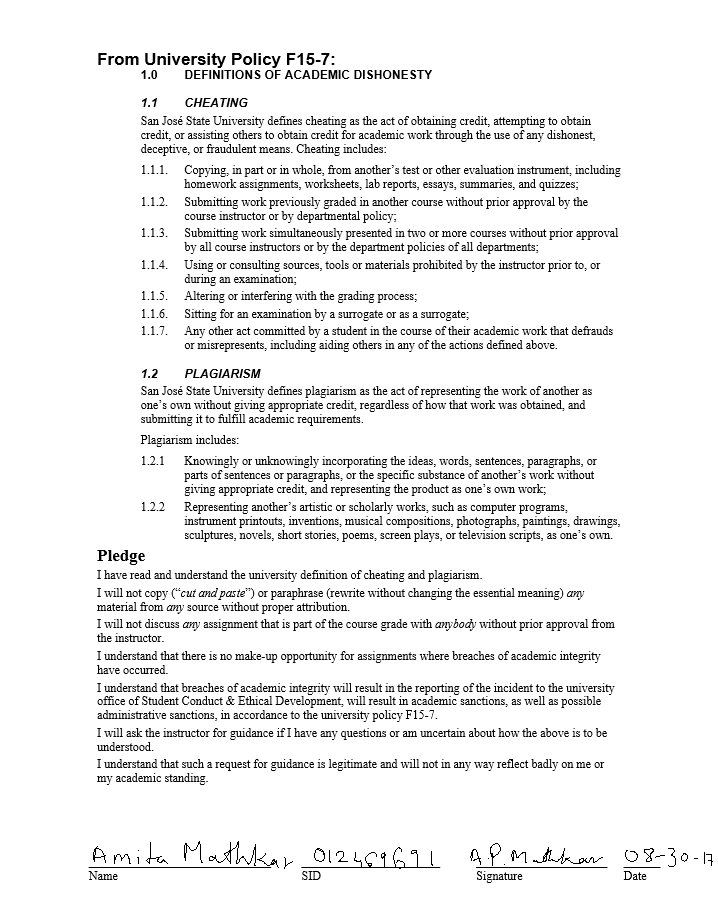 From University Policy F15-7:
1.0 DEFINITIONS OF ACADEMIC DISHONESTY
1.1 CHEATING
San José State University defines cheating as the act of obtaining credit, attempting to obtain
credit, or assisting others to obtain credit for academic work through the use of any dishonest,
deceptive, or fraudulent means. Cheating includes:
1.1.1. Copying, in part or in whole, from another’s test or other evaluation instrument, including
homework assignments, worksheets, lab reports, essays, summaries, and quizzes;
1.1.2. Submitting work previously graded in another course without prior approval by the
course instructor or by departmental policy;
1.1.3. Submitting work simultaneously presented in two or more courses without prior approval
by all course instructors or by the department policies of all departments;
1.1.4. Using or consulting sources, tools or materials prohibited by the instructor prior to, or
during an examination;
1.1.5. Altering or interfering with the grading process;
1.1.6. Sitting for an examination by a surrogate or as a surrogate;
1.1.7. Any other act committed by a student in the course of their academic work that defrauds
or misrepresents, including aiding others in any of the actions defined above.
1.2 PLAGIARISM
San José State University defines plagiarism as the act of representing the work of another as
one’s own without giving appropriate credit, regardless of how that work was obtained, and
submitting it to fulfill academic requirements.
Plagiarism includes:
1.2.1 Knowingly or unknowingly incorporating the ideas, words, sentences, paragraphs, or
parts of sentences or paragraphs, or the specific substance of another’s work without
giving appropriate credit, and representing the product as one’s own work;
1.2.2 Representing another’s artistic or scholarly works, such as computer programs,
instrument printouts, inventions, musical compositions, photographs, paintings, drawings,
sculptures, novels, short stories, poems, screen plays, or television scripts, as one’s own.
Pledge
I have read and understand the university definition of cheating and plagiarism.
I will not copy (“cut and paste”) or paraphrase (rewrite without changing the essential meaning) any
material from any source without proper attribution.
I will not discuss any assignment that is part of the course grade with anybody without prior approval from
the instructor.
I understand that there is no make-up opportunity for assignments where breaches of academic integrity
have occurred.
I understand that breaches of academic integrity will result in the reporting of the incident to the university
office of Student Conduct & Ethical Development, will result in academic sanctions, as well as possible
administrative sanctions, in accordance to the university policy F15-7.
I will ask the instructor for guidance if I have any questions or am uncertain about how the above is to be
understood.
I understand that such a request for guidance is legitimate and will not in any way reflect badly on me or
my academic standing.
Amita Mathkar A.P.Mathkar 08-30-17
Name SID Signature Date